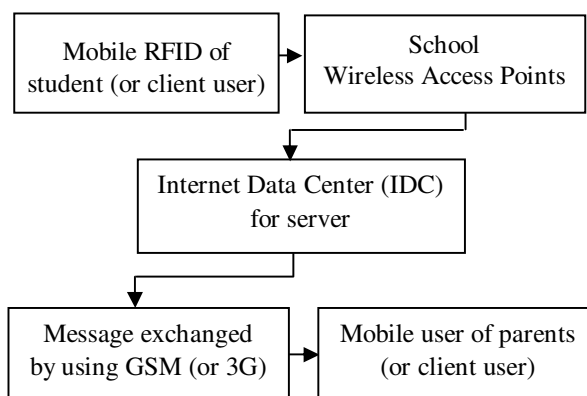 Mobile RFID of
student (or client user)
School
Wireless Access Points
Internet Data Center (IDC)
for server
Message exchanged
by using GSM (or 3G)
Mobile user of parents
(or client user)